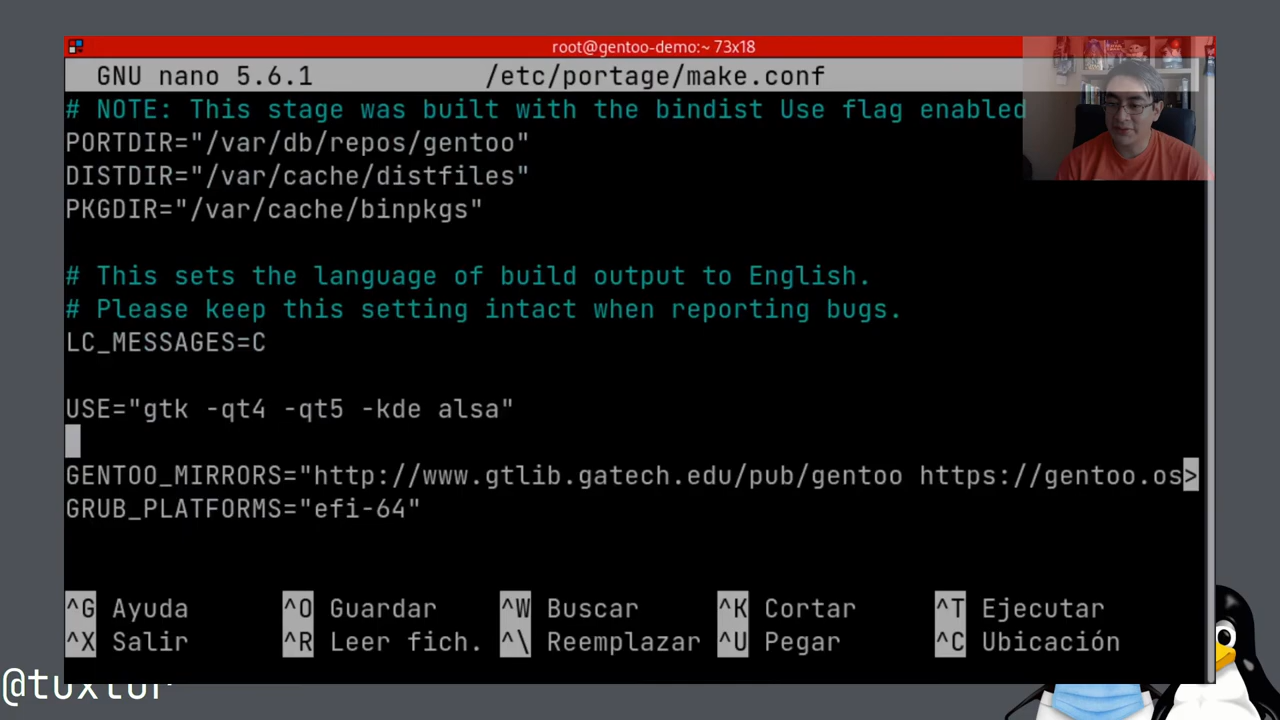 root@gentoo-demo:~ 73x18
GNU nano 5.6.1 /etc/portage/make.conf
# NOTE: This stage was built with the bindist Use flag enabled
PORTDIR="/var/db/repos/gentoo"
DISTDIR="/var/cache/distfiles"
PKGDIR="/var/cache/binpkgs"
# This sets the language of build output to English.
# Please keep this setting intact when reporting bugs.
LC_MESSAGES=C
USE="gtk -qt4 -qt5 -kde alsa"
GENTOO_MIRRORS="http://www.gtlib.gatech.edu/pub/gentoo https://gentoo.os>
GRUB_PLATFORMS="efi-64"
^G Ayuda ^O Guardar ^W Buscar ^K Cortar ^T Ejecutar
^X Salir ^R Leer fich. ^\ Reemplazar ^U Pegar ^C Ubicación